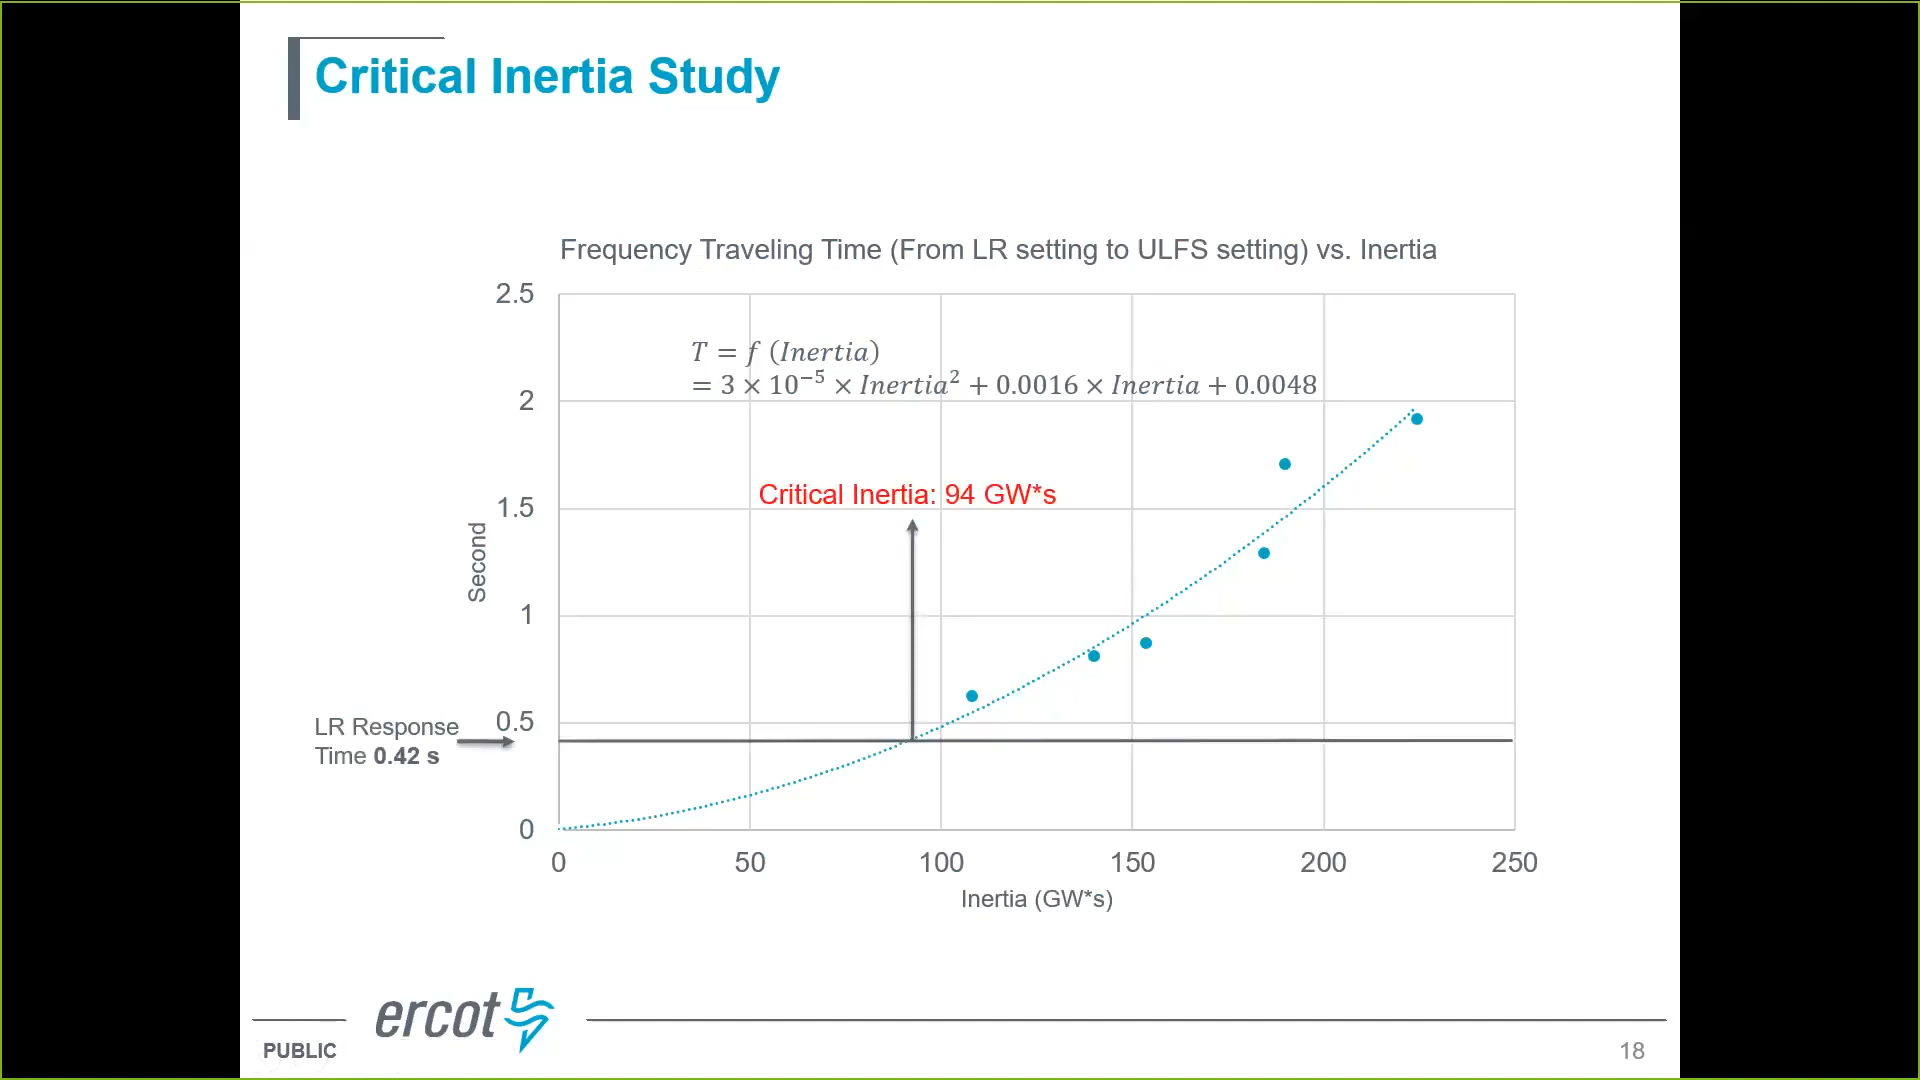 Critical Inertia Study
Frequency Traveling Time (From LR setting to ULFS setting) vs. Inertia
2.5
2
1.5
1
0.5
0
Second
T = f (Inertia)
= 3 × 10⁻⁵ × Inertia² + 0.0016 × Inertia + 0.0048
Critical Inertia: 94 GW*s
LR Response
Time 0.42 s
0 50 100 150 200 250
Inertia (GW*s)
ercot
PUBLIC
18